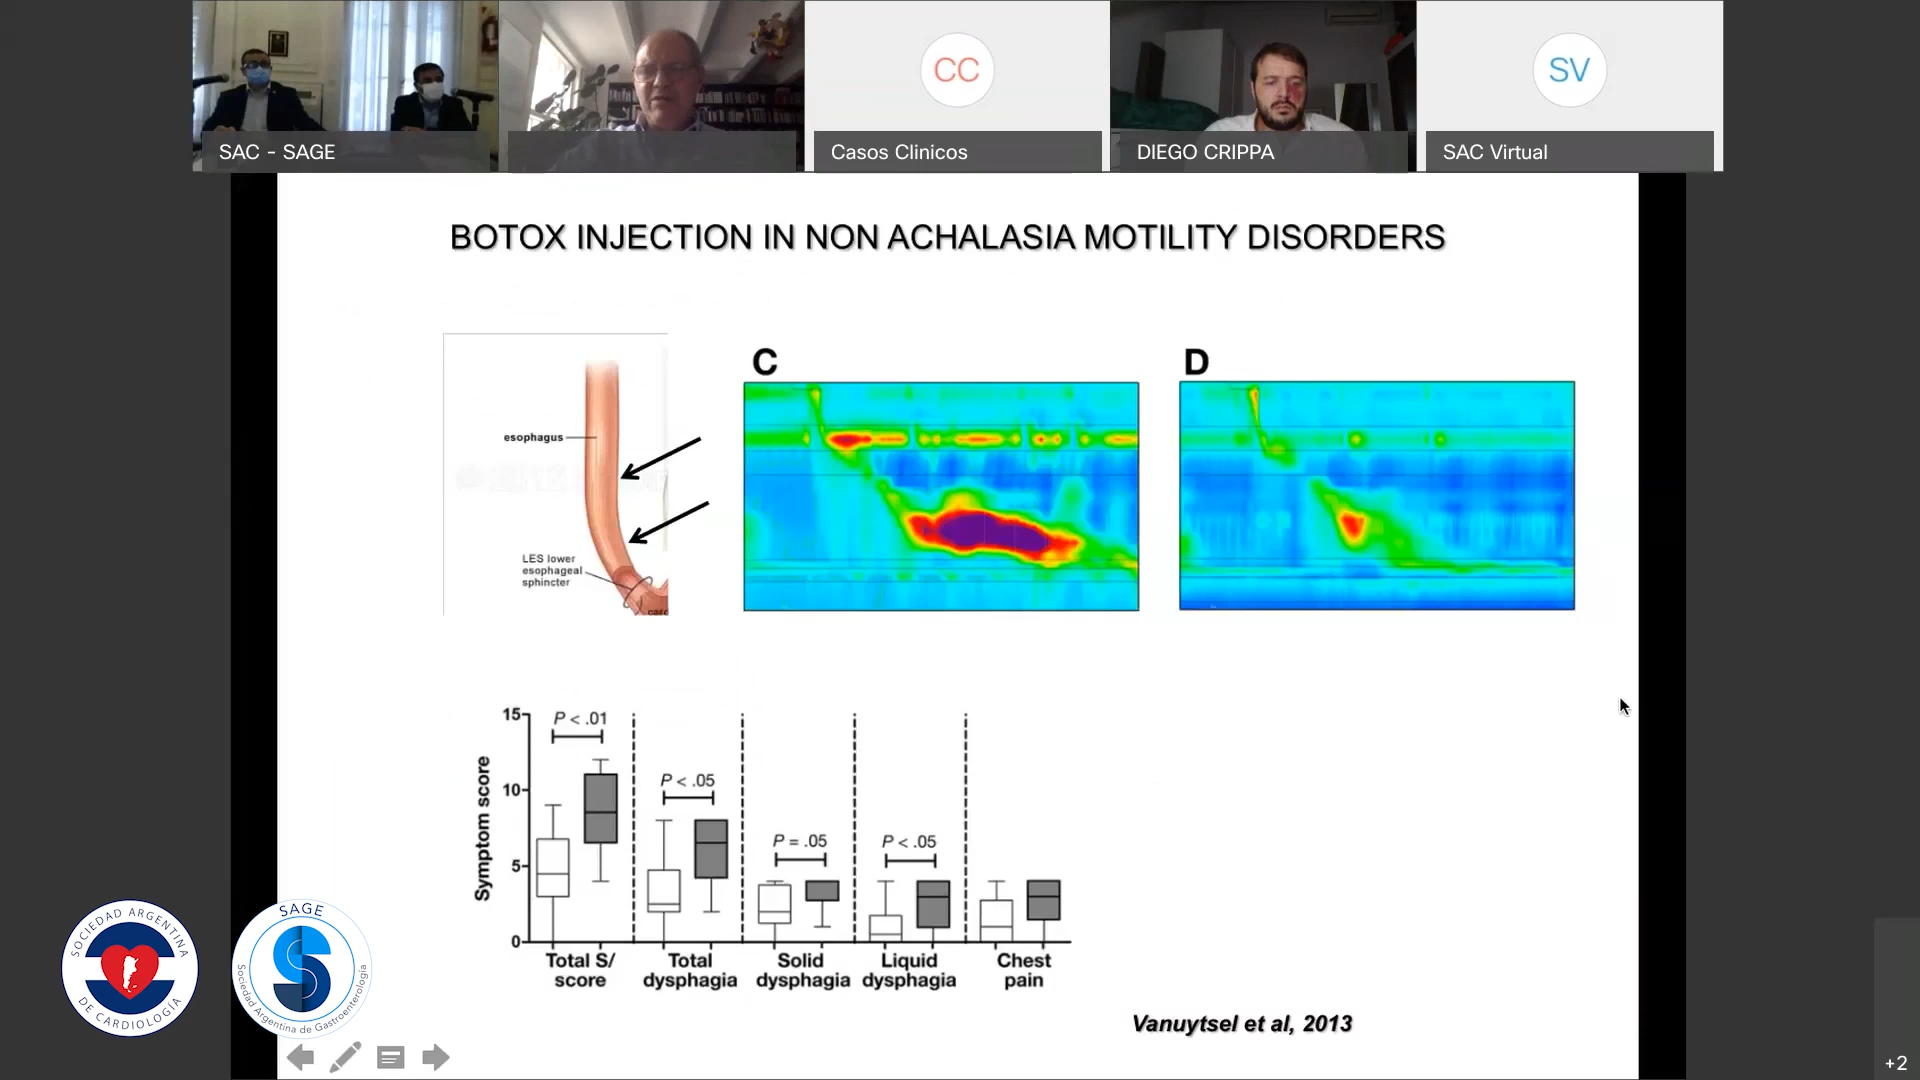 CC
SV
SAC - SAGE
Casos Clinicos
DIEGO CRIPPA
SAC Virtual
BOTOX INJECTION IN NON ACHALASIA MOTILITY DISORDERS
esophagus
LES lower
esophageal
sphincter
C
D
Symptom score
15
10
5
0
P < .01
P < .05
P = .05
P < .05
Total S/
score
Total
dysphagia
Solid
dysphagia
Liquid
dysphagia
Chest
pain
Vanuytsel et al, 2013
SOCIEDAD ARGENTINA
DE CARDIOLOGÍA
SAGE
Sociedad Argentina de Gastroenterología
+2